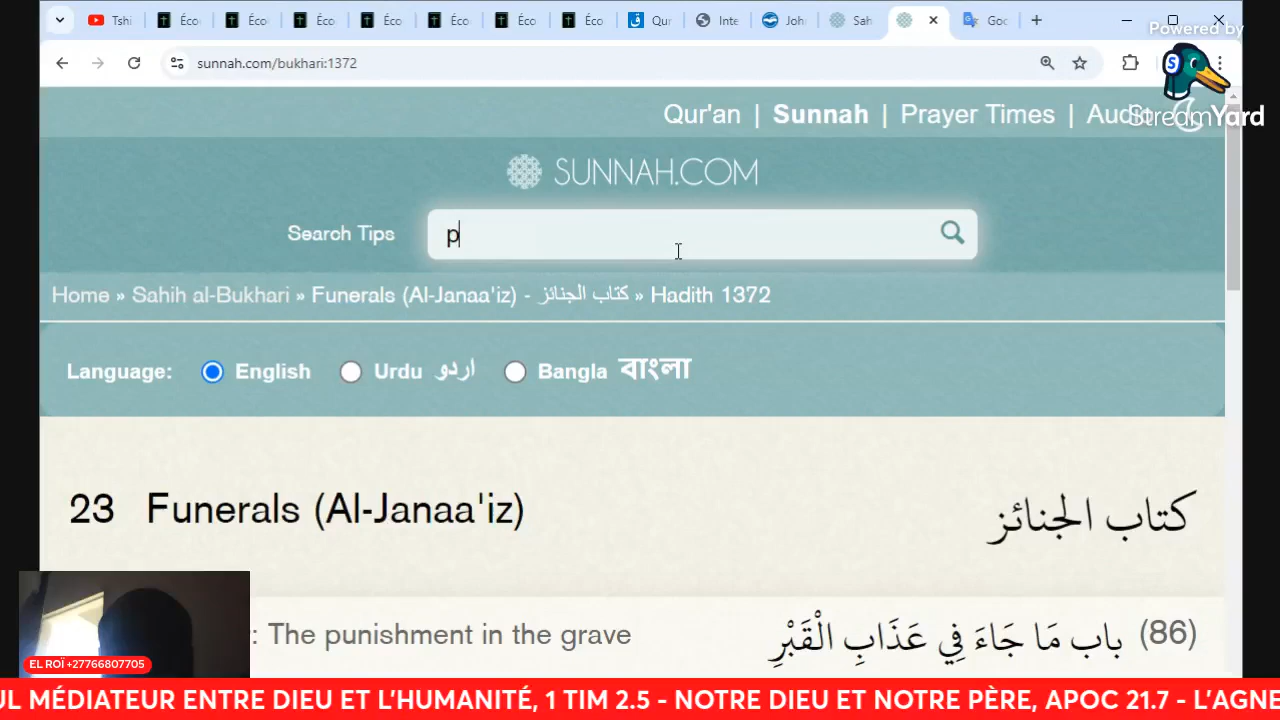 Tshi
Éco
Éco
Éco
Éco
Éco
Éco
Éco
Qur
Inte
Joh
Sah
Goo
Powered by
sunnah.com/bukhari:1372
StreamYard
Qur'an | Sunnah | Prayer Times | Audio
SUNNAH.COM
Search Tips
p
Home » Sahih al-Bukhari » Funerals (Al-Janaa'iz) - كتاب الجنائز » Hadith 1372
Language: English Urdu اردو Bangla বাংলা
23 Funerals (Al-Janaa'iz) كتاب الجنائز
: The punishment in the grave (86) باب مَا جَاءَ فِي عَذَابِ الْقَبْرِ
EL ROÏ +27766807705
UL MÉDIATEUR ENTRE DIEU ET L'HUMANITÉ, 1 TIM 2.5 - NOTRE DIEU ET NOTRE PÈRE, APOC 21.7 - L'AGNE